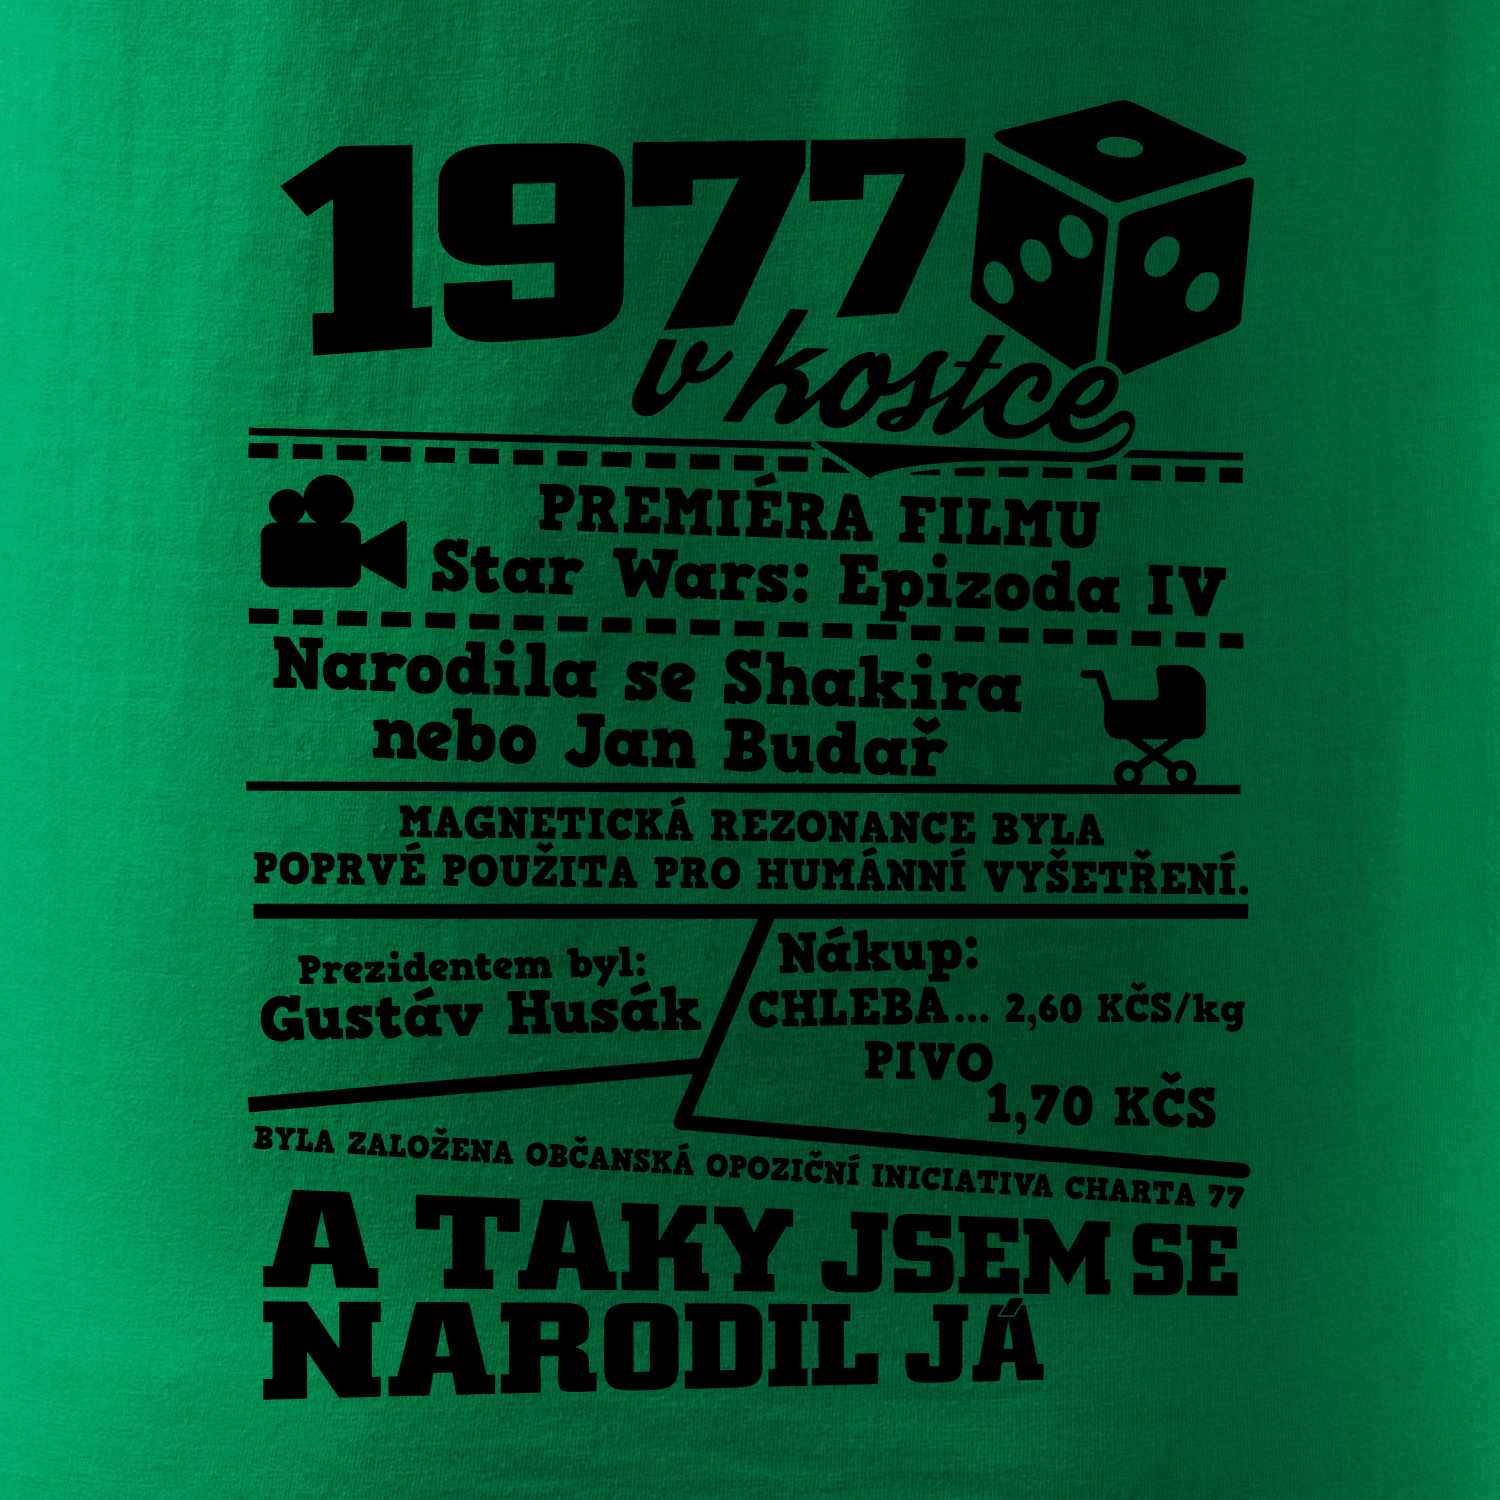 1977
v kostce
PREMIÉRA FILMU
Star Wars: Epizoda IV
Narodila se Shakira
nebo Jan Budař
MAGNETICKÁ REZONANCE BYLA
POPRVÉ POUŽITA PRO HUMÁNNÍ VYŠETŘENÍ.
Prezidentem byl:
Gustáv Husák
Nákup:
CHLEBA... 2,60 KČS/kg
PIVO
1,70 KČS
BYLA ZALOŽENA OBČANSKÁ OPOZIČNÍ INICIATIVA CHARTA 77
A TAKY JSEM SE
NARODIL JÁ